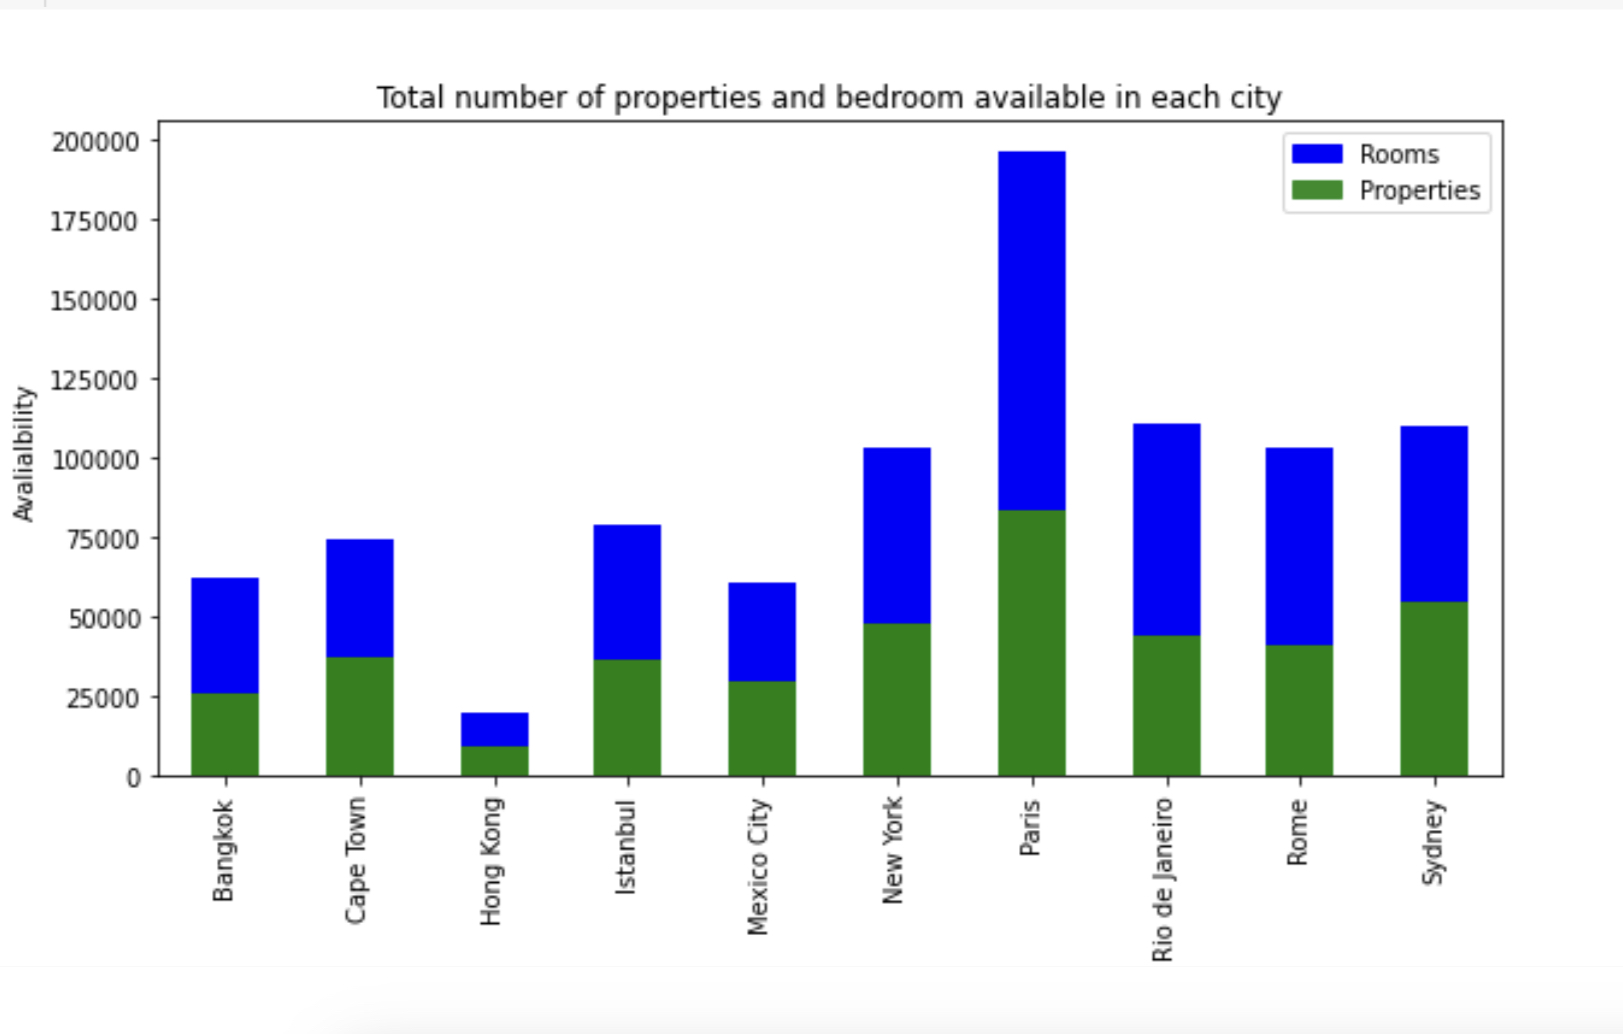 Total number of properties and bedroom available in each city
200000
175000
150000
125000
100000
75000
50000
25000
0
Avalialbility
Rooms
Properties
Bangkok
Cape Town
Hong Kong
Istanbul
Mexico City
New York
Paris
Rio de Janeiro
Rome
Sydney